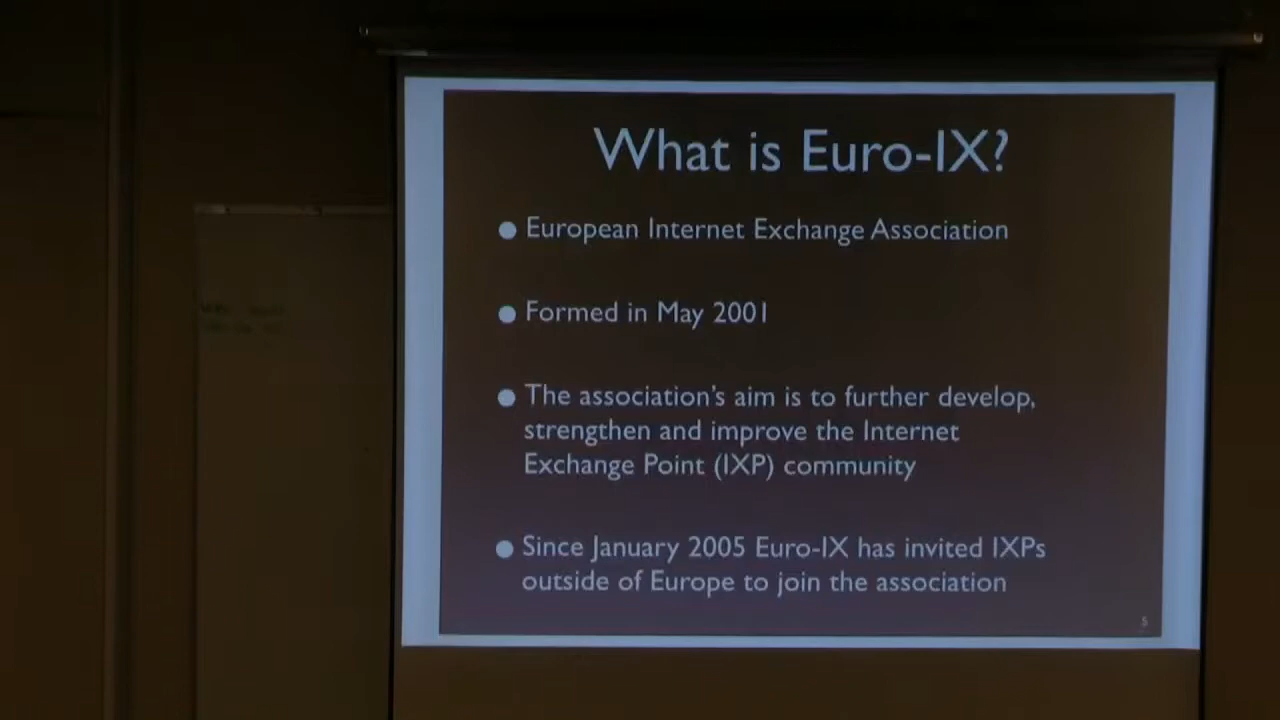 What is Euro-IX?
● European Internet Exchange Association
● Formed in May 2001
● The association's aim is to further develop,
strengthen and improve the Internet
Exchange Point (IXP) community
● Since January 2005 Euro-IX has invited IXPs
outside of Europe to join the association
5